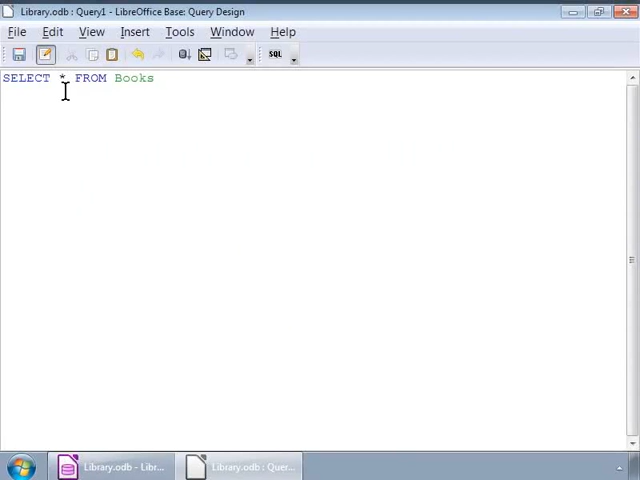 Library.odb : Query1 - LibreOffice Base: Query Design
File Edit View Insert Tools Window Help
SQL
SELECT * FROM Books
Library.odb - Libr... Library.odb : Quer...